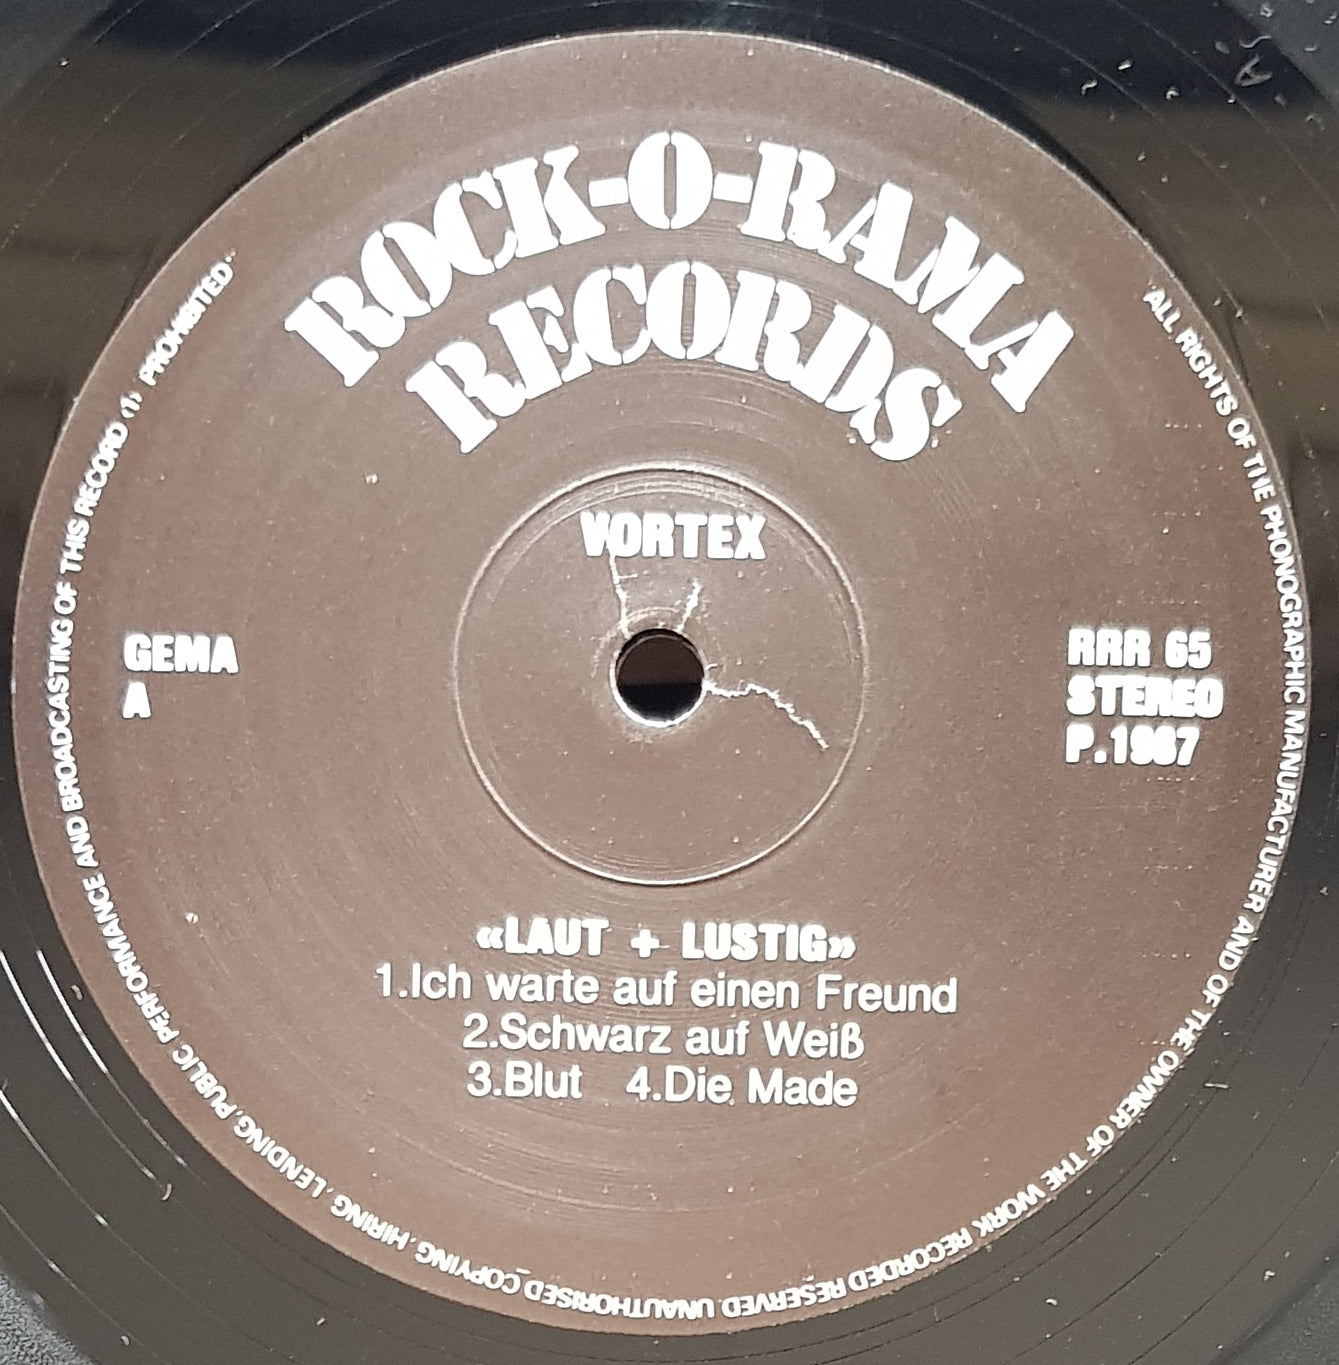 ROCK-O-RAMA
RECORDS
VORTEX
GEMA
A
RRR 65
STEREO
P.1987
«LAUT + LUSTIG»
1.Ich warte auf einen Freund
2.Schwarz auf Weiß
3.Blut 4.Die Made
ALL RIGHTS OF THE PHONOGRAPHIC MANUFACTURER AND OF THE OWNER OF THE WORK RECORDED RESERVED UNAUTHORISED COPYING, HIRING, LENDING, PUBLIC PERFORMANCE AND BROADCASTING OF THIS RECORD (1) PROHIBITED"
A